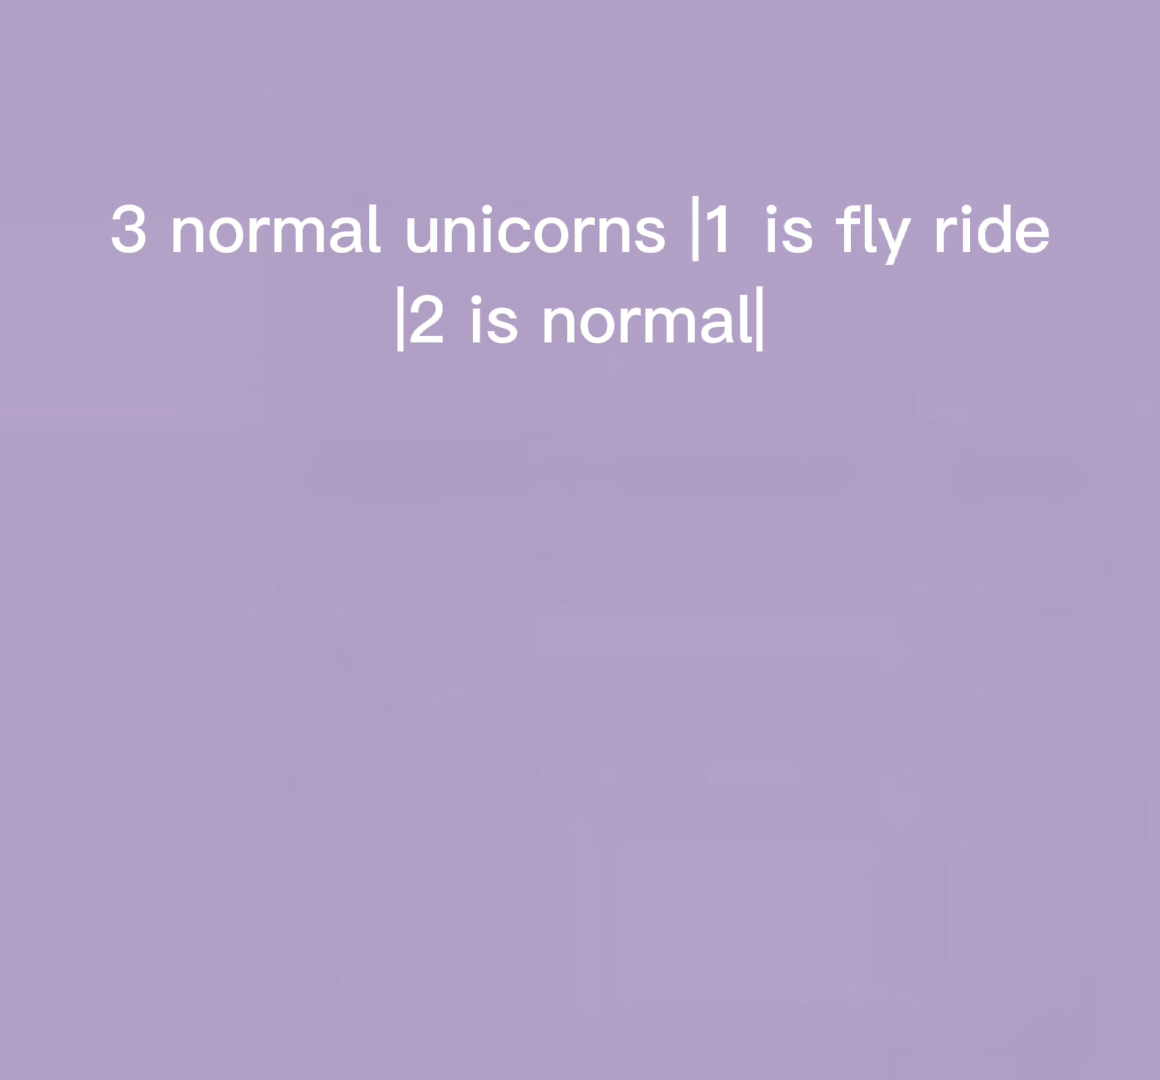 3 normal unicorns |1 is fly ride
|2 is normal|